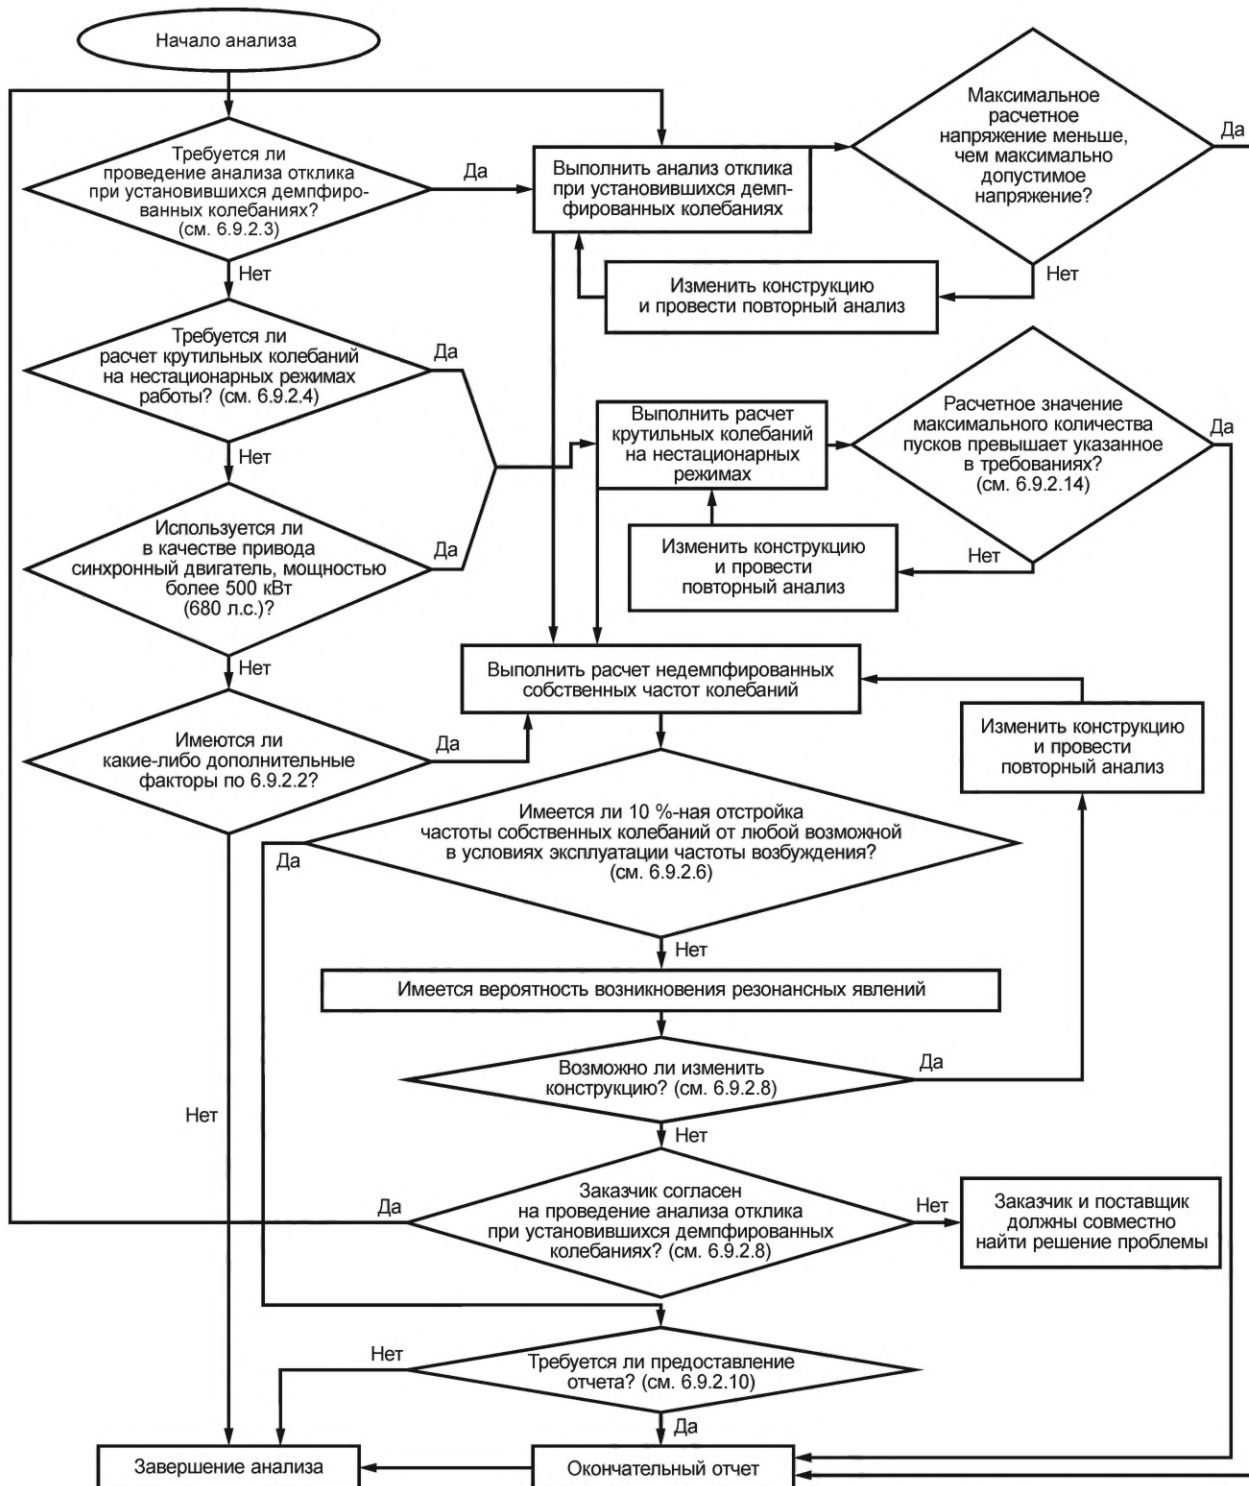 Начало анализа
Требуется ли
проведение анализа отклика
при установившихся демпфиро-
ванных колебаниях?
(см. 6.9.2.3)
Да
Выполнить анализ отклика
при установившихся демп-
фированных колебаниях
Максимальное
расчетное
напряжение меньше,
чем максимально
допустимое
напряжение?
Да
Нет
Изменить конструкцию
и провести повторный анализ
Нет
Требуется ли
расчет крутильных колебаний
на нестационарных режимах
работы? (см. 6.9.2.4)
Да
Нет
Выполнить расчет
крутильных колебаний
на нестационарных
режимах
Расчетное значение
максимального количества
пусков превышает указанное
в требованиях?
(см. 6.9.2.14)
Да
Нет
Изменить конструкцию
и провести
повторный анализ
Используется ли
в качестве привода
синхронный двигатель, мощностью
более 500 кВт
(680 л.с.)?
Да
Нет
Выполнить расчет недемпфированных
собственных частот колебаний
Имеются ли
какие-либо дополнительные
факторы по 6.9.2.2?
Да
Изменить конструкцию
и провести
повторный анализ
Имеется ли 10 %-ная отстройка
частоты собственных колебаний от любой возможной
в условиях эксплуатации частоты возбуждения?
(см. 6.9.2.6)
Да
Нет
Имеется вероятность возникновения резонансных явлений
Возможно ли изменить
конструкцию? (см. 6.9.2.8)
Да
Нет
Нет
Заказчик согласен
на проведение анализа отклика
при установившихся демпфированных
колебаниях? (см. 6.9.2.8)
Да
Нет
Заказчик и поставщик
должны совместно
найти решение проблемы
Требуется ли предоставление
отчета? (см. 6.9.2.10)
Нет
Да
Завершение анализа
Окончательный отчет